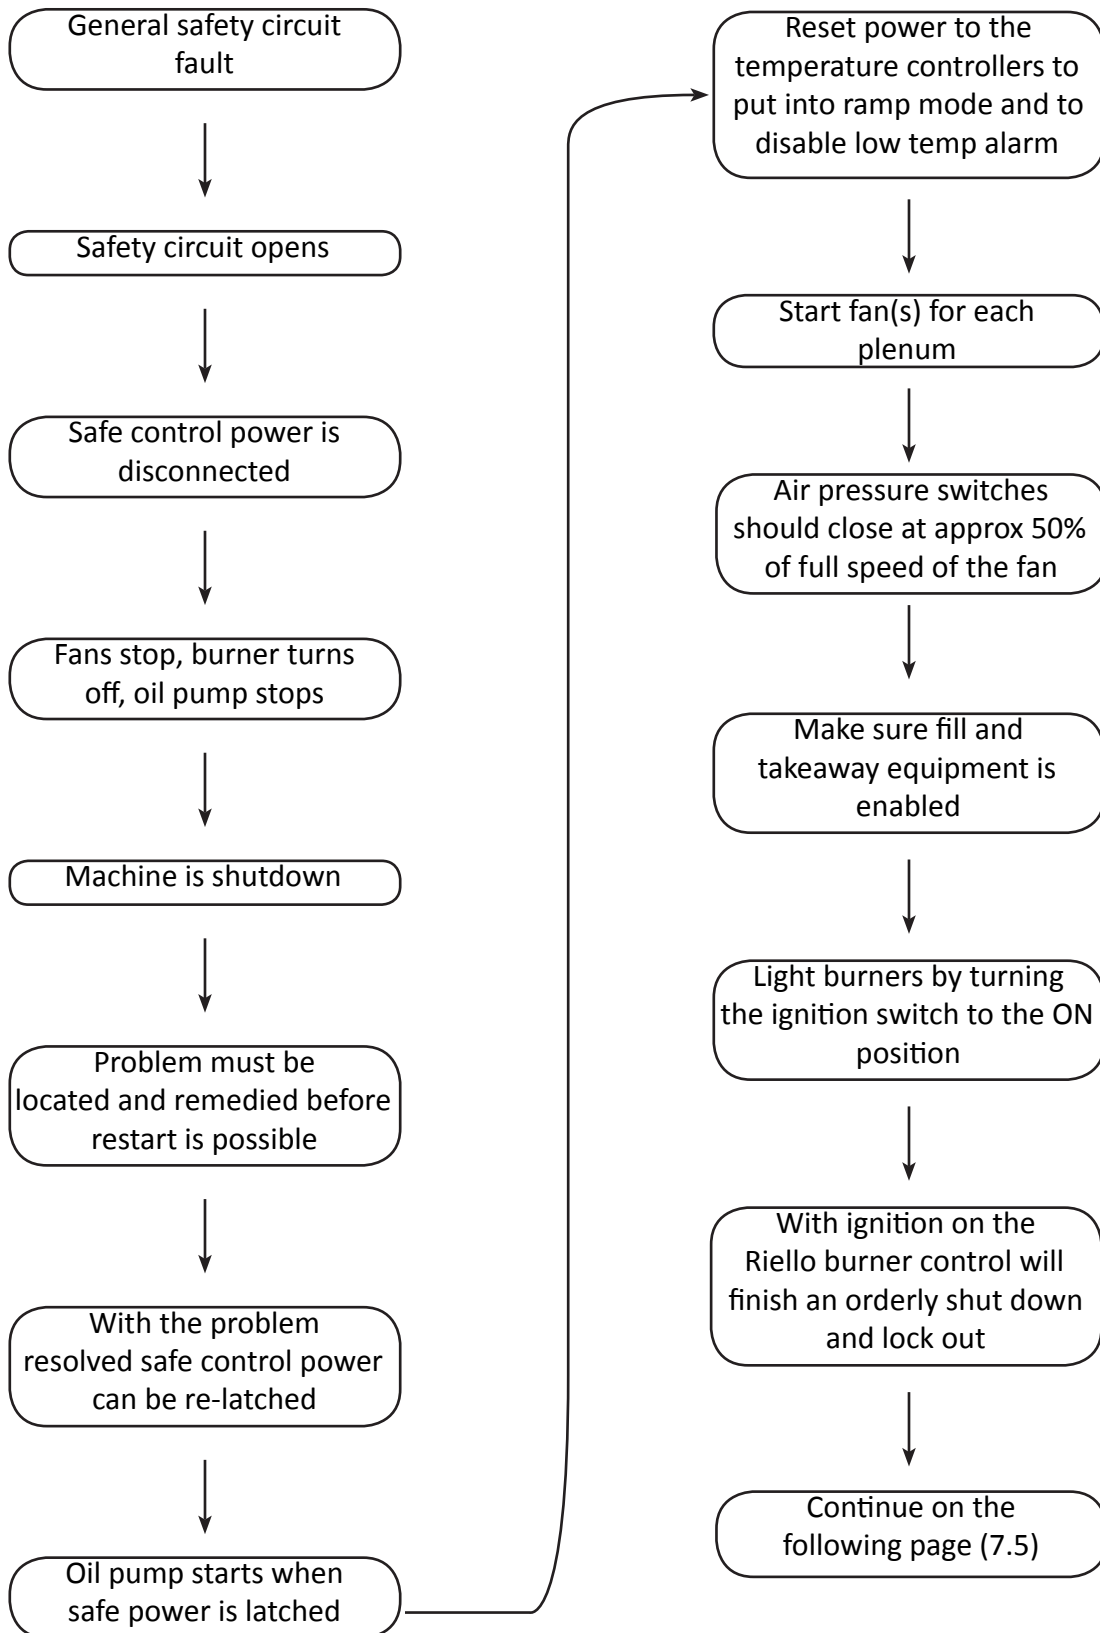 General safety circuit
fault
Safety circuit opens
Safe control power is
disconnected
Fans stop, burner turns
off, oil pump stops
Machine is shutdown
Problem must be
located and remedied before
restart is possible
With the problem
resolved safe control power
can be re-latched
Oil pump starts when
safe power is latched
Reset power to the
temperature controllers to
put into ramp mode and to
disable low temp alarm
Start fan(s) for each
plenum
Air pressure switches
should close at approx 50%
of full speed of the fan
Make sure fill and
takeaway equipment is
enabled
Light burners by turning
the ignition switch to the ON
position
With ignition on the
Riello burner control will
finish an orderly shut down
and lock out
Continue on the
following page (7.5)